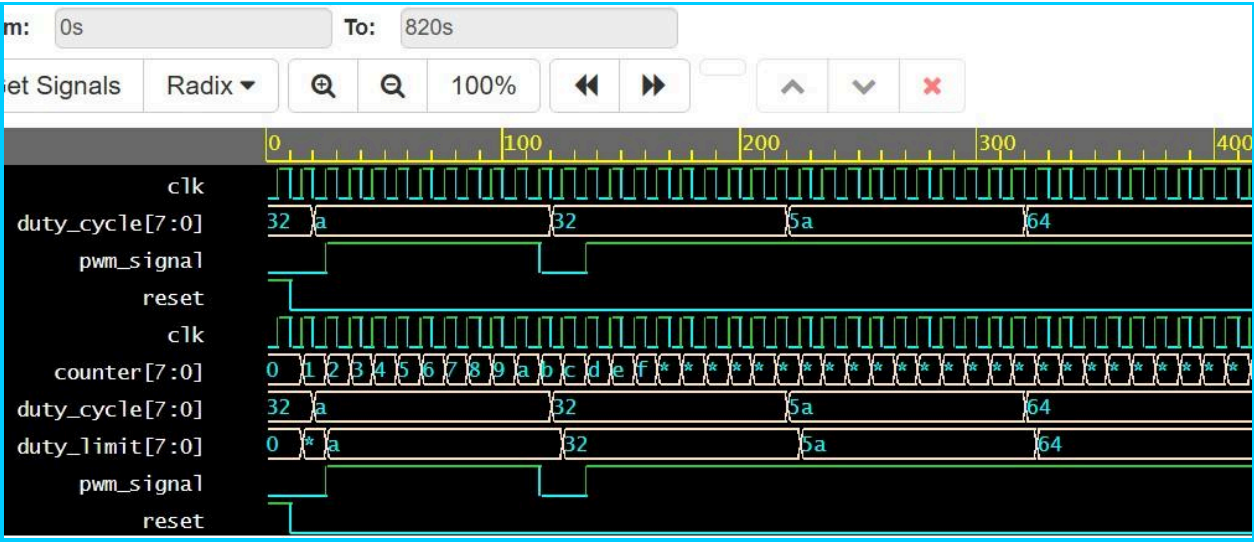 m: 0s To: 820s
et Signals Radix 100%
0 100 200 300 400
clk
duty_cycle[7:0] 32 a 32 5a 64
pwm_signal
reset
clk
counter[7:0] 0 1 2 3 4 5 6 7 8 9 a b c d e f * * * * * * * * * * * * * * * * * * * * * * * * *
duty_cycle[7:0] 32 a 32 5a 64
duty_limit[7:0] 0 * a 32 5a 64
pwm_signal
reset